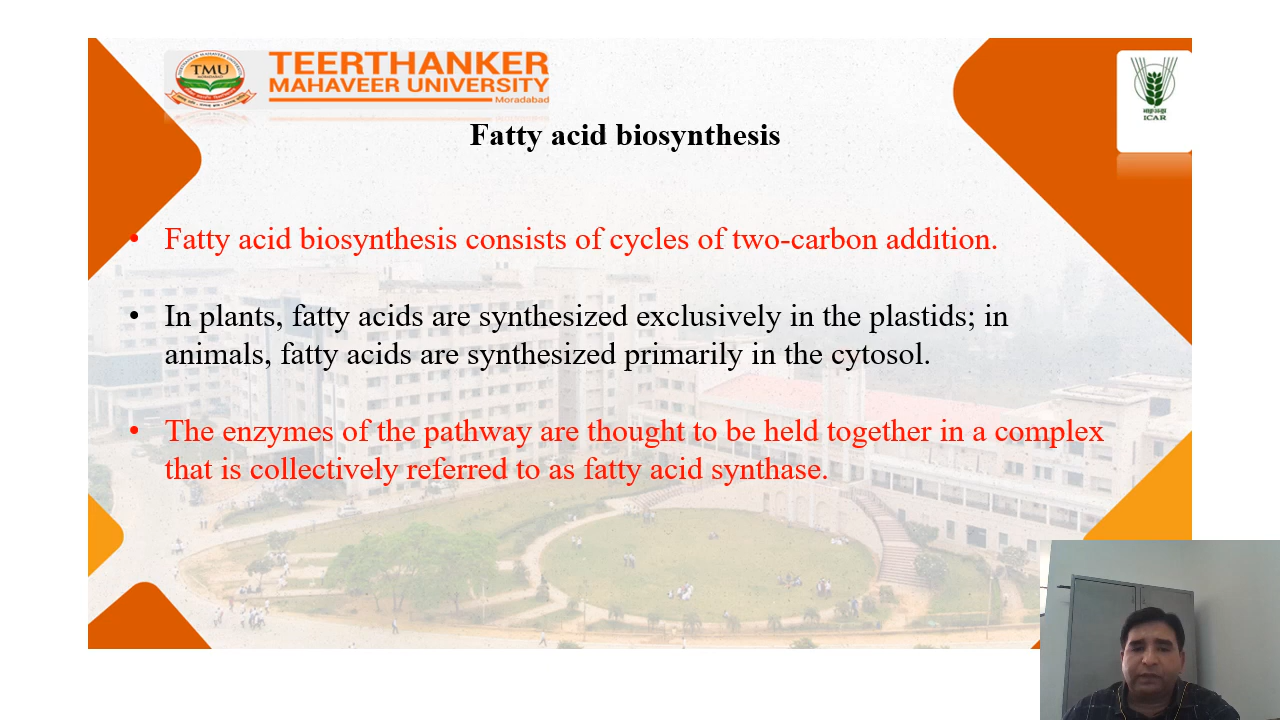 TMU
TEERTHANKER
MAHAVEER UNIVERSITY
Moradabad
ICAR
Fatty acid biosynthesis
• Fatty acid biosynthesis consists of cycles of two-carbon addition.
• In plants, fatty acids are synthesized exclusively in the plastids; in
animals, fatty acids are synthesized primarily in the cytosol.
• The enzymes of the pathway are thought to be held together in a complex
that is collectively referred to as fatty acid synthase.